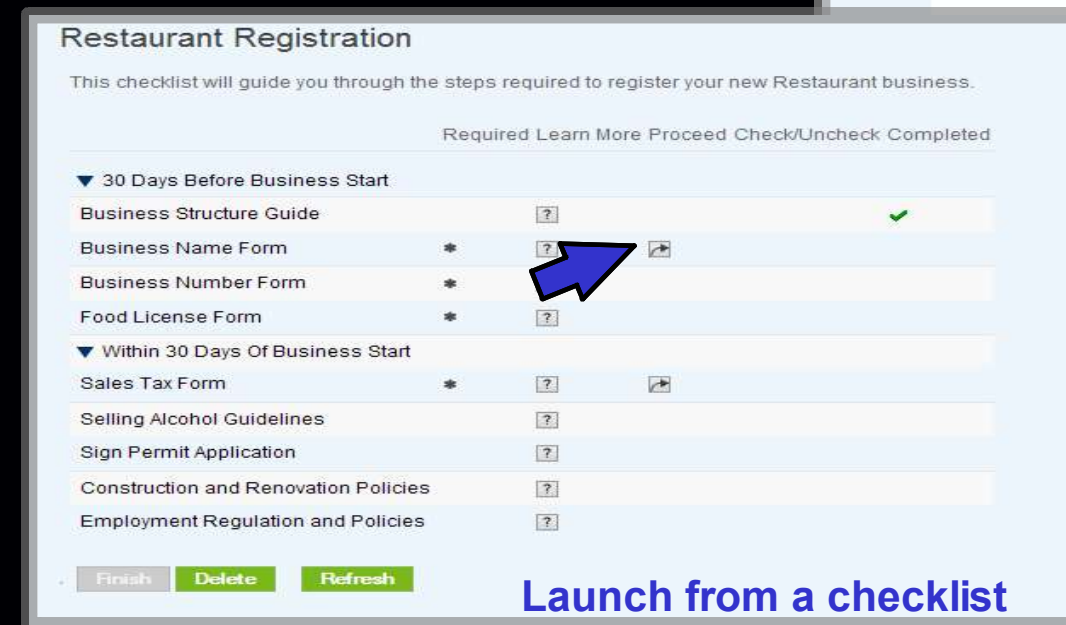 Restaurant Registration
This checklist will guide you through the steps required to register your new Restaurant business.
Required Learn More Proceed Check/Uncheck Completed
▼ 30 Days Before Business Start
Business Structure Guide ? ✔
Business Name Form * ?
Business Number Form *
Food License Form * ?
▼ Within 30 Days Of Business Start
Sales Tax Form * ?
Selling Alcohol Guidelines ?
Sign Permit Application ?
Construction and Renovation Policies ?
Employment Regulation and Policies ?
Finish Delete Refresh
Launch from a checklist